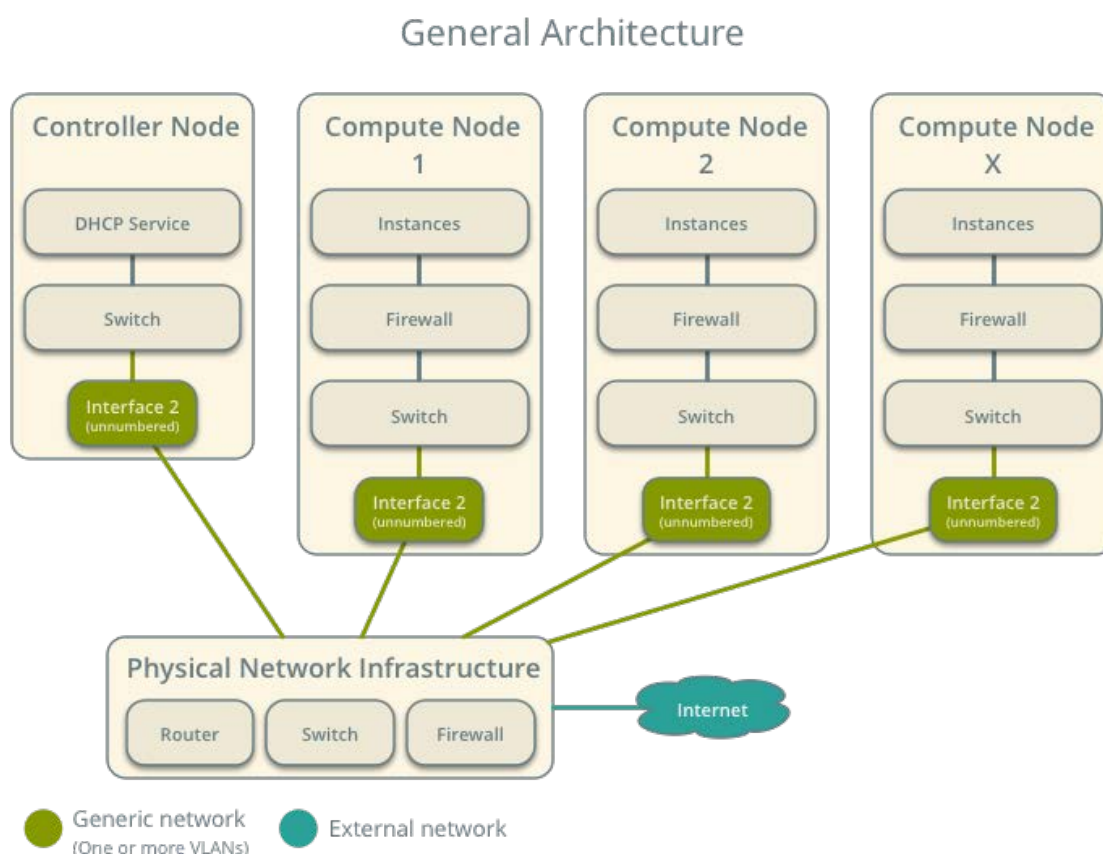 General Architecture
Controller Node
DHCP Service
Switch
Interface 2
(unnumbered)
Compute Node
1
Instances
Firewall
Switch
Interface 2
(unnumbered)
Compute Node
2
Instances
Firewall
Switch
Interface 2
(unnumbered)
Compute Node
X
Instances
Firewall
Switch
Interface 2
(unnumbered)
Physical Network Infrastructure
Router
Switch
Firewall
Internet
Generic network
(One or more VLANs)
External network